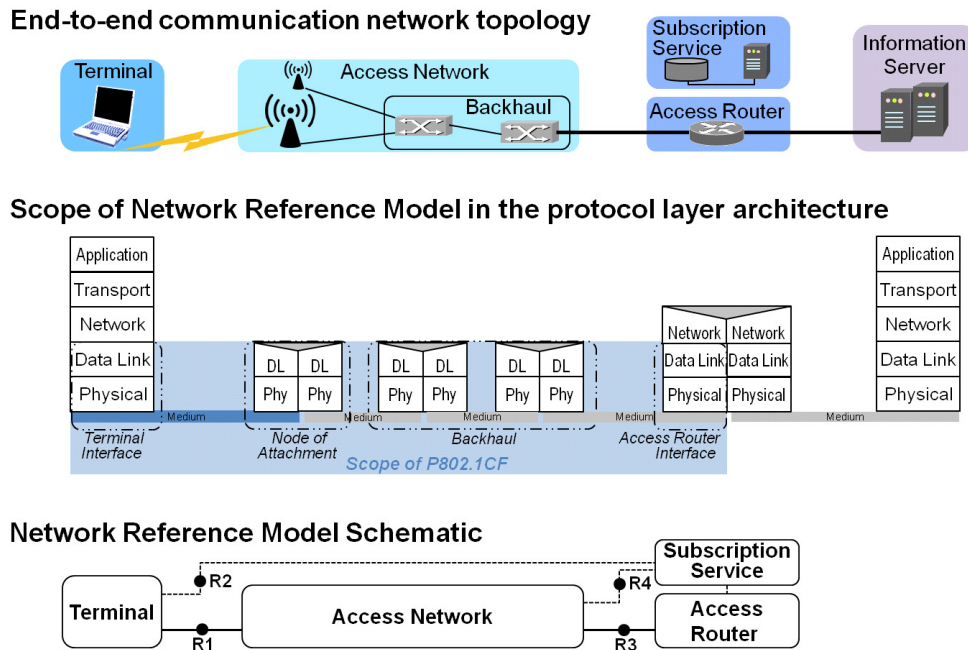 End-to-end communication network topology
Terminal
Access Network
Backhaul
Subscription
Service
Access Router
Information
Server
Scope of Network Reference Model in the protocol layer architecture
Application
Transport
Network
Data Link
Physical
DL
DL
Phy
Phy
DL
DL
Phy
Phy
DL
DL
Phy
Phy
Network
Network
Data Link
Data Link
Physical
Physical
Application
Transport
Network
Data Link
Physical
Medium
Medium
Medium
Medium
Medium
Terminal
Interface
Node of
Attachment
Backhaul
Access Router
Interface
Scope of P802.1CF
Network Reference Model Schematic
Terminal
R2
R1
Access Network
R4
R3
Subscription
Service
Access
Router